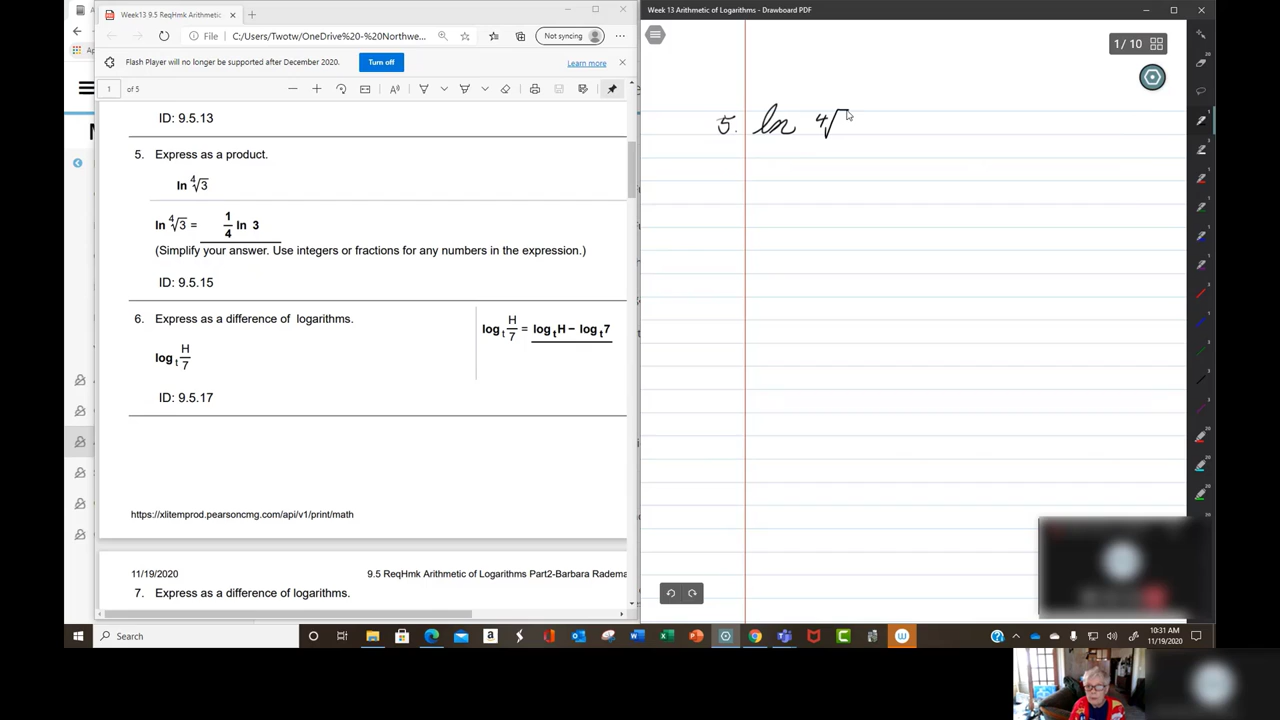 Week13 9.5 ReqHmk Arithmetic
File C:/Users/Twotw/OneDrive%20-%20Northwe...
Not syncing
Flash Player will no longer be supported after December 2020.
Turn off
Learn more
1 of 5
ID: 9.5.13
5. Express as a product.
ln ∜3
ln ∜3 = 1/4 ln 3
(Simplify your answer. Use integers or fractions for any numbers in the expression.)
ID: 9.5.15
6. Express as a difference of logarithms.
log_t H/7
log_t H/7 = log_t H − log_t 7
ID: 9.5.17
https://xlitemprod.pearsoncmg.com/api/v1/print/math
11/19/2020 9.5 ReqHmk Arithmetic of Logarithms Part2-Barbara Radema
7. Express as a difference of logarithms.
Week 13 Arithmetic of Logarithms - Drawboard PDF
1 / 10
5. ln ∜
Search
10:31 AM
11/19/2020